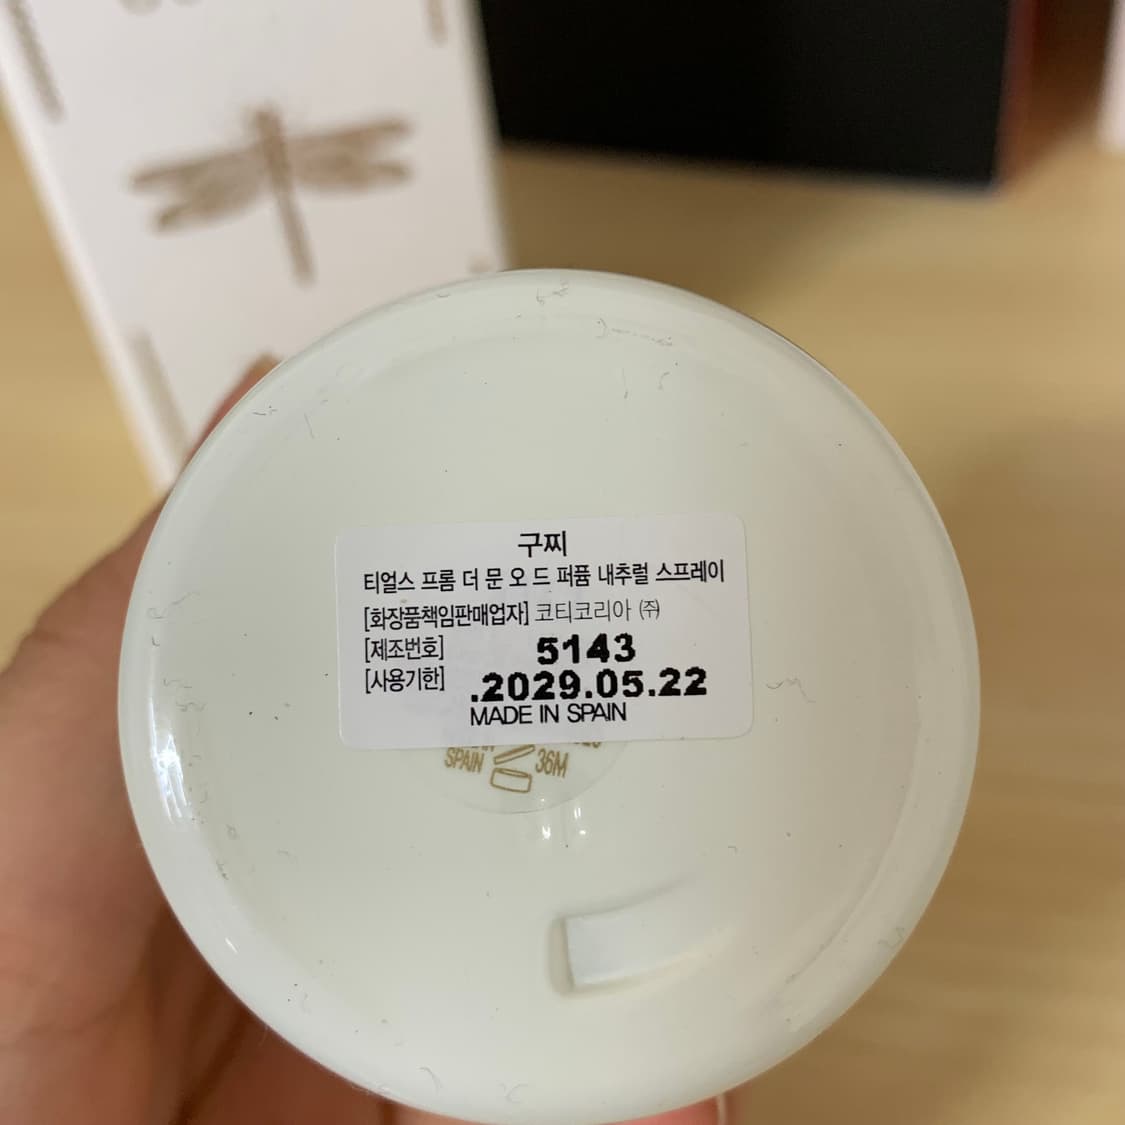 구찌
티얼스 프롬 더 문 오 드 퍼퓸 내추럴 스프레이
[화장품책임판매업자] 코티코리아 ㈜
[제조번호] 5143
[사용기한] .2029.05.22
MADE IN SPAIN
SPAIN 36M